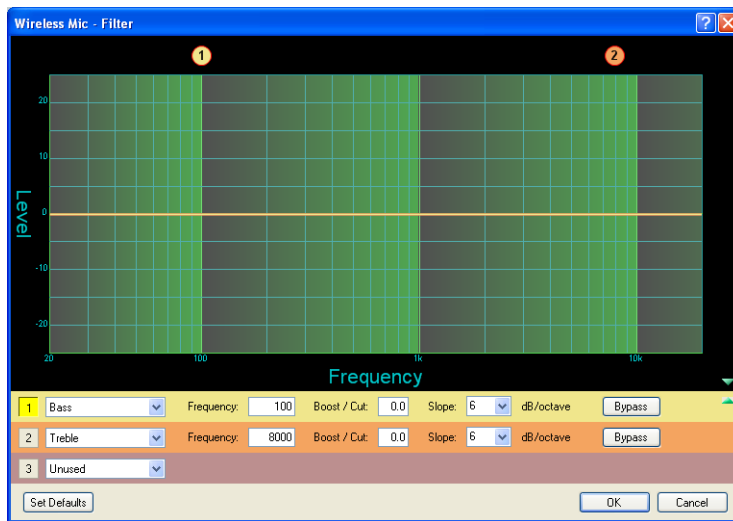 Wireless Mic - Filter
1 2
20
10
Level
0
-10
-20
20 100 1k 10k
Frequency
1 Bass Frequency: 100 Boost / Cut: 0.0 Slope: 6 dB/octave Bypass
2 Treble Frequency: 8000 Boost / Cut: 0.0 Slope: 6 dB/octave Bypass
3 Unused
Set Defaults OK Cancel